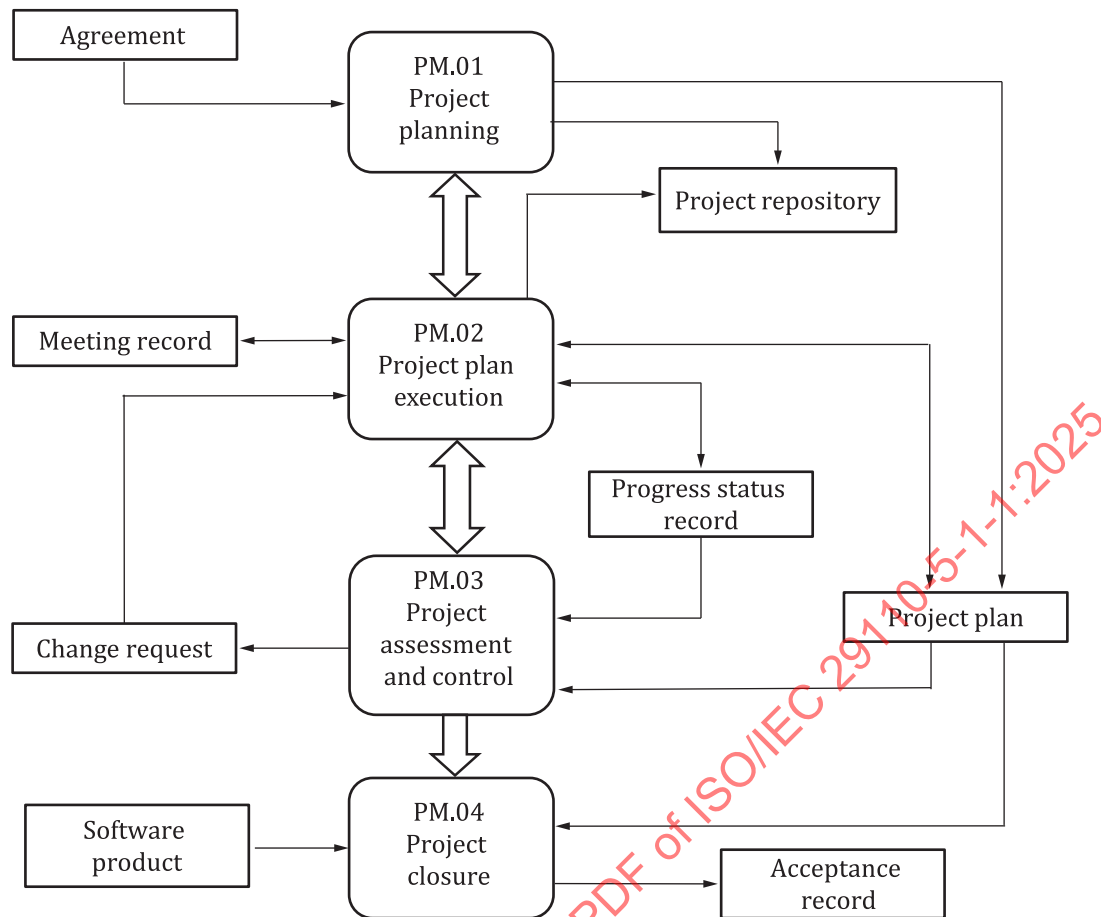 Agreement
PM.01
Project
planning
Project repository
Meeting record
PM.02
Project plan
execution
Progress status
record
Change request
PM.03
Project
assessment
and control
Project plan
Software
product
PM.04
Project
closure
Acceptance
record
PDF of ISO/IEC 29110-5-1-1:2025